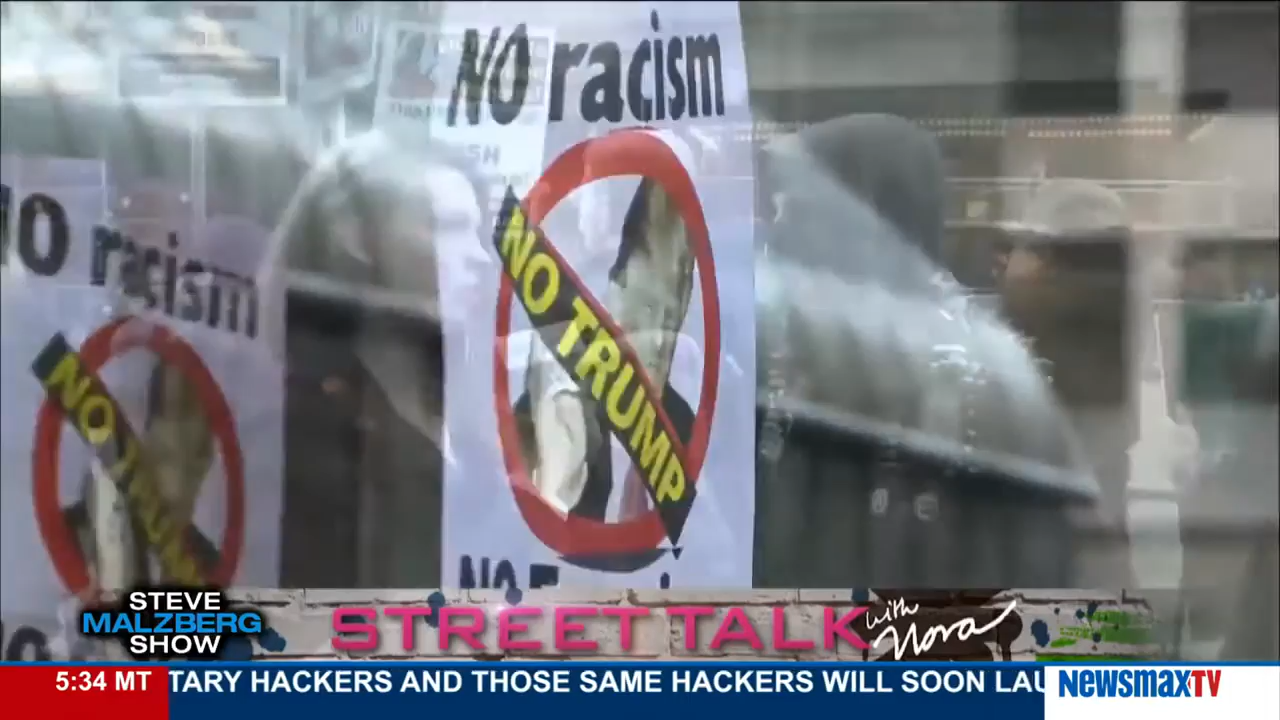 NO racism
NO TRUMP
racism
NO TRUMP
STEVE
MALZBERG
SHOW
STREET TALK
with
Nora
5:34 MT
TARY HACKERS AND THOSE SAME HACKERS WILL SOON LAU
NEWSMAXTV